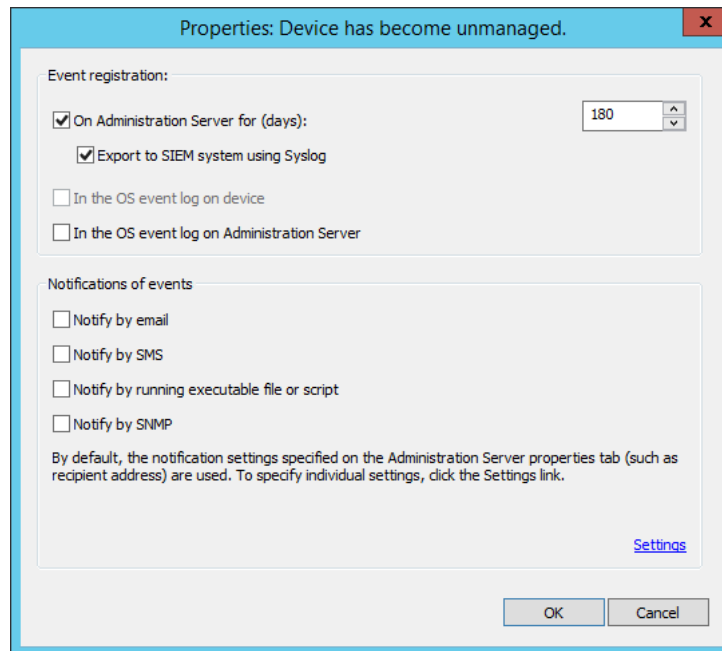 Properties: Device has become unmanaged.
x
Event registration:
On Administration Server for (days):
180
Export to SIEM system using Syslog
In the OS event log on device
In the OS event log on Administration Server
Notifications of events
Notify by email
Notify by SMS
Notify by running executable file or script
Notify by SNMP
By default, the notification settings specified on the Administration Server properties tab (such as
recipient address) are used. To specify individual settings, click the Settings link.
Settings
OK
Cancel